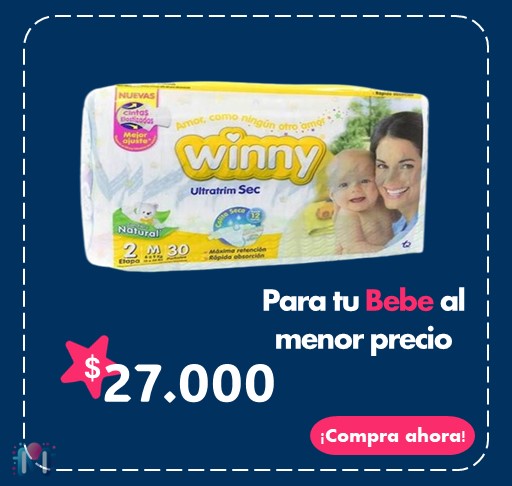 NUEVAS
Cintas
Elastizadas
Mejor
ajuste*
Amor, como ningún otro amor
winny
Ultratrim Sec
Natural
2 M 30
Etapa
• Máxima retención
• Rápida absorción
Para tu Bebe al
menor precio
$27.000
¡Compra ahora!